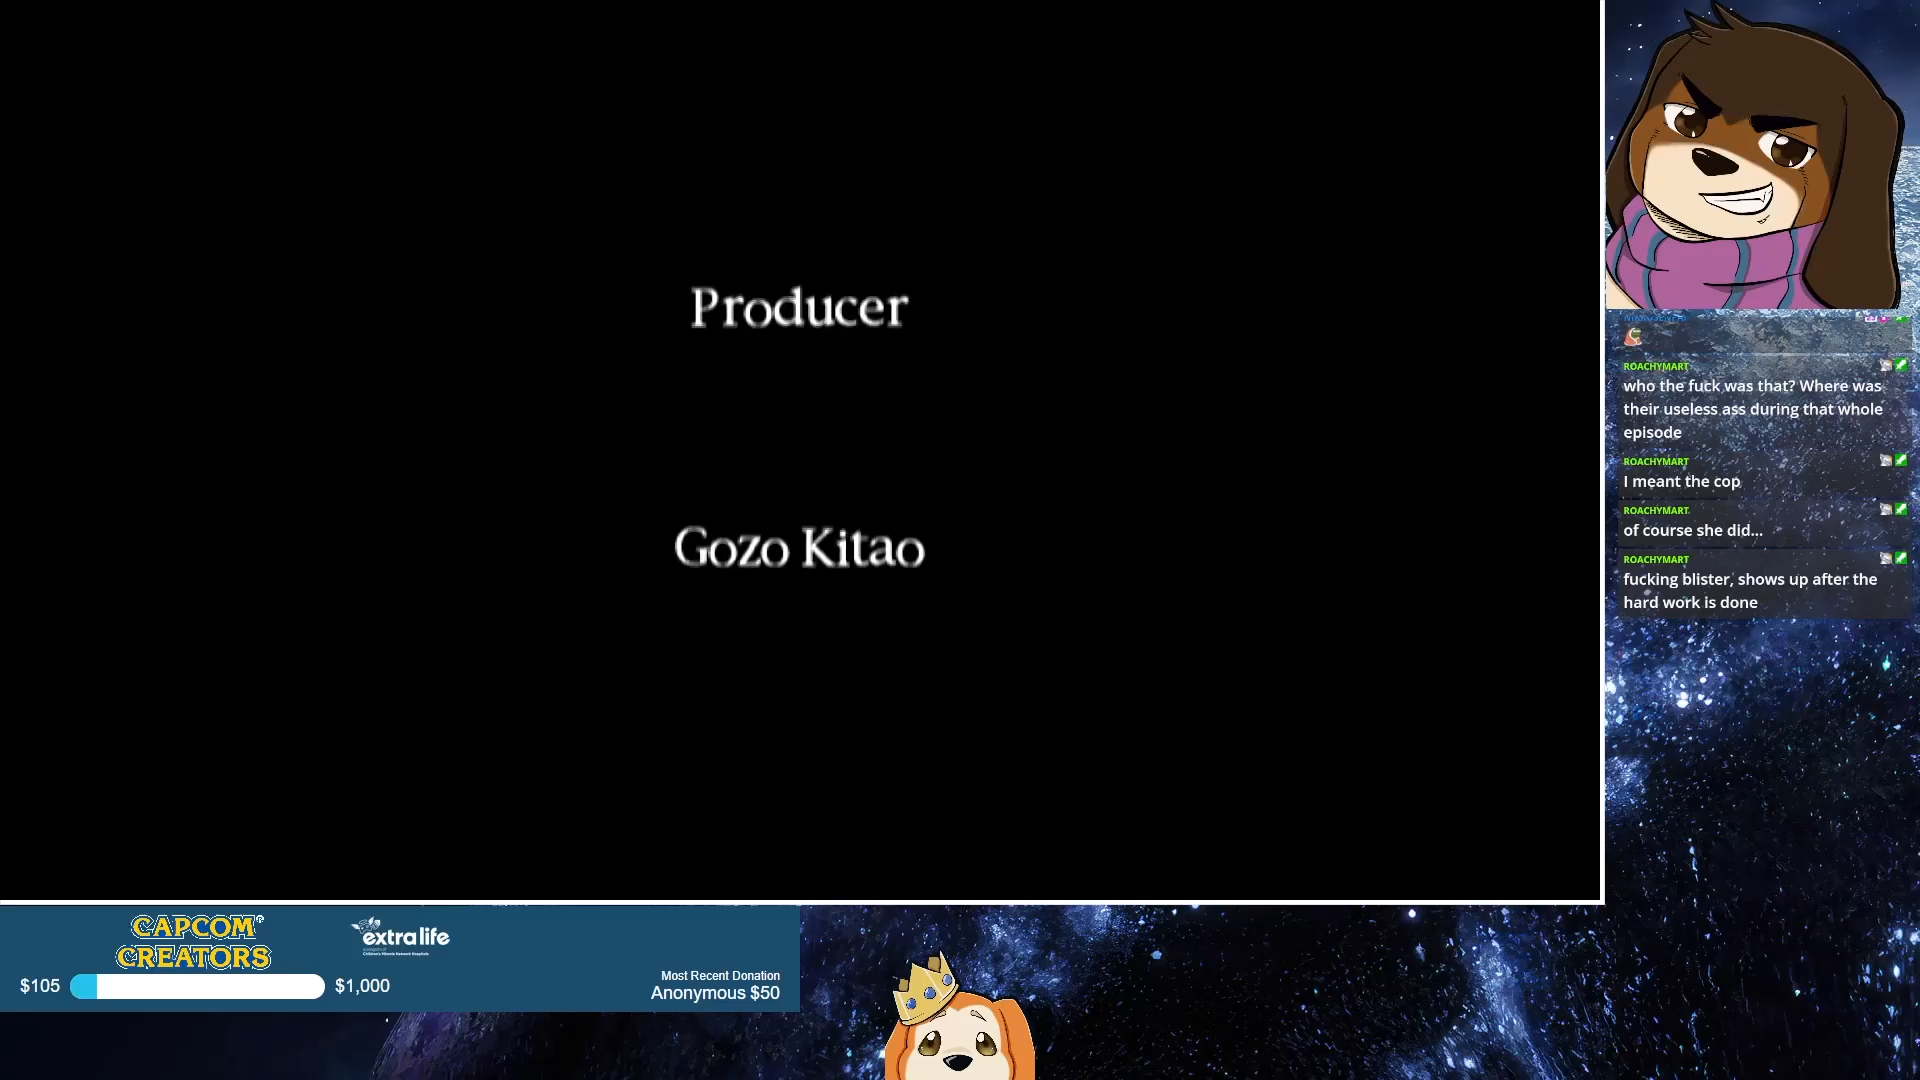 Producer
Gozo Kitao
ROACHYMART
who the fuck was that? Where was
their useless ass during that whole
episode
ROACHYMART
I meant the cop
ROACHYMART
of course she did...
ROACHYMART
fucking blister, shows up after the
hard work is done
CAPCOM
CREATORS
extra life
$105
$1,000
Most Recent Donation
Anonymous $50